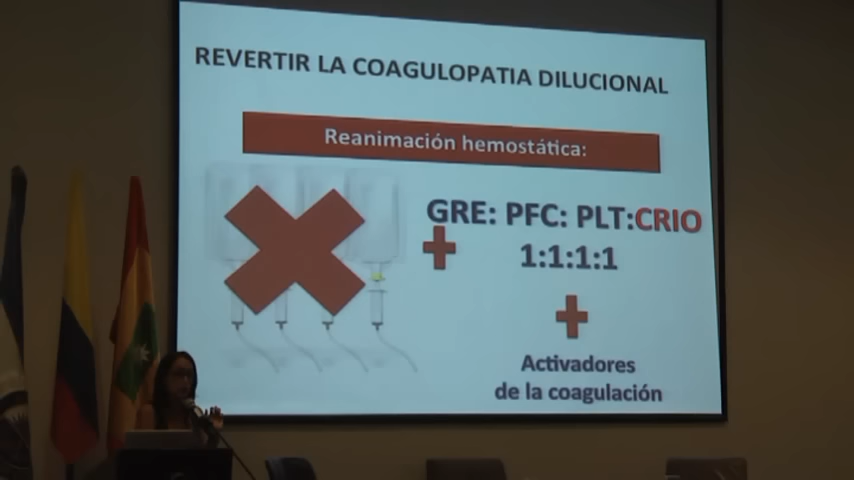 REVERTIR LA COAGULOPATIA DILUCIONAL
Reanimación hemostática:
GRE: PFC: PLT:CRIO
1:1:1:1
Activadores
de la coagulación